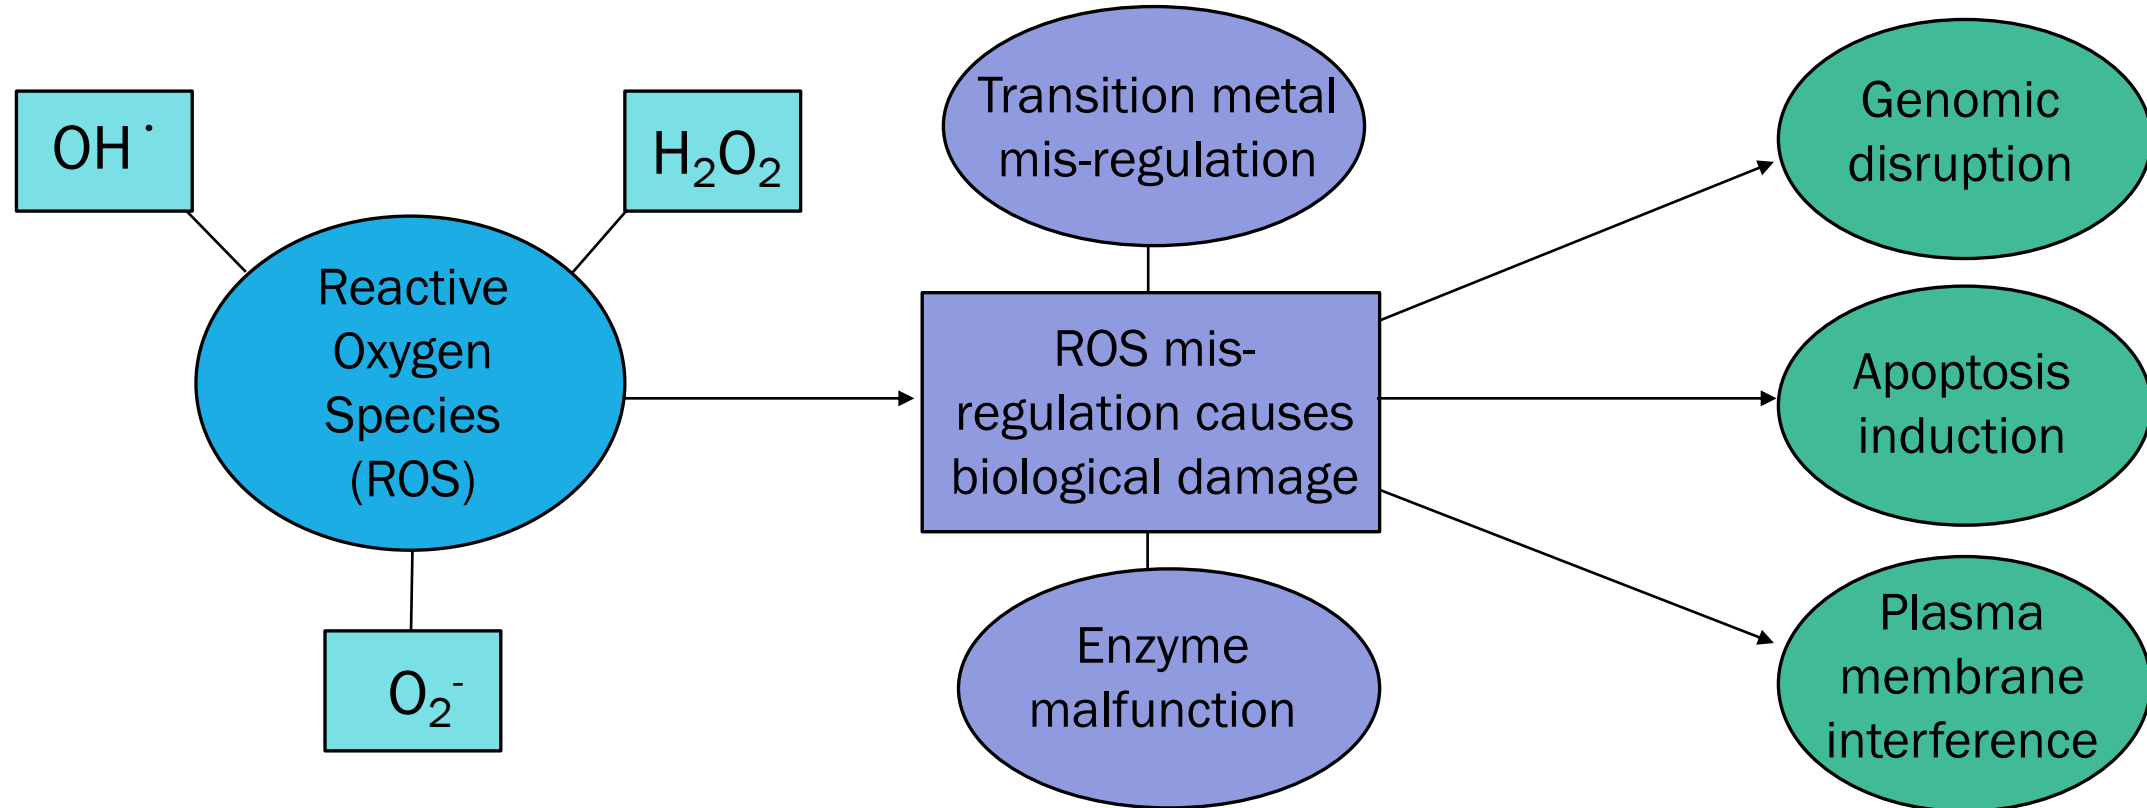 OH ·
H₂O₂
Reactive
Oxygen
Species
(ROS)
O₂⁻
Transition metal
mis-regulation
ROS mis-
regulation causes
biological damage
Enzyme
malfunction
Genomic
disruption
Apoptosis
induction
Plasma
membrane
interference